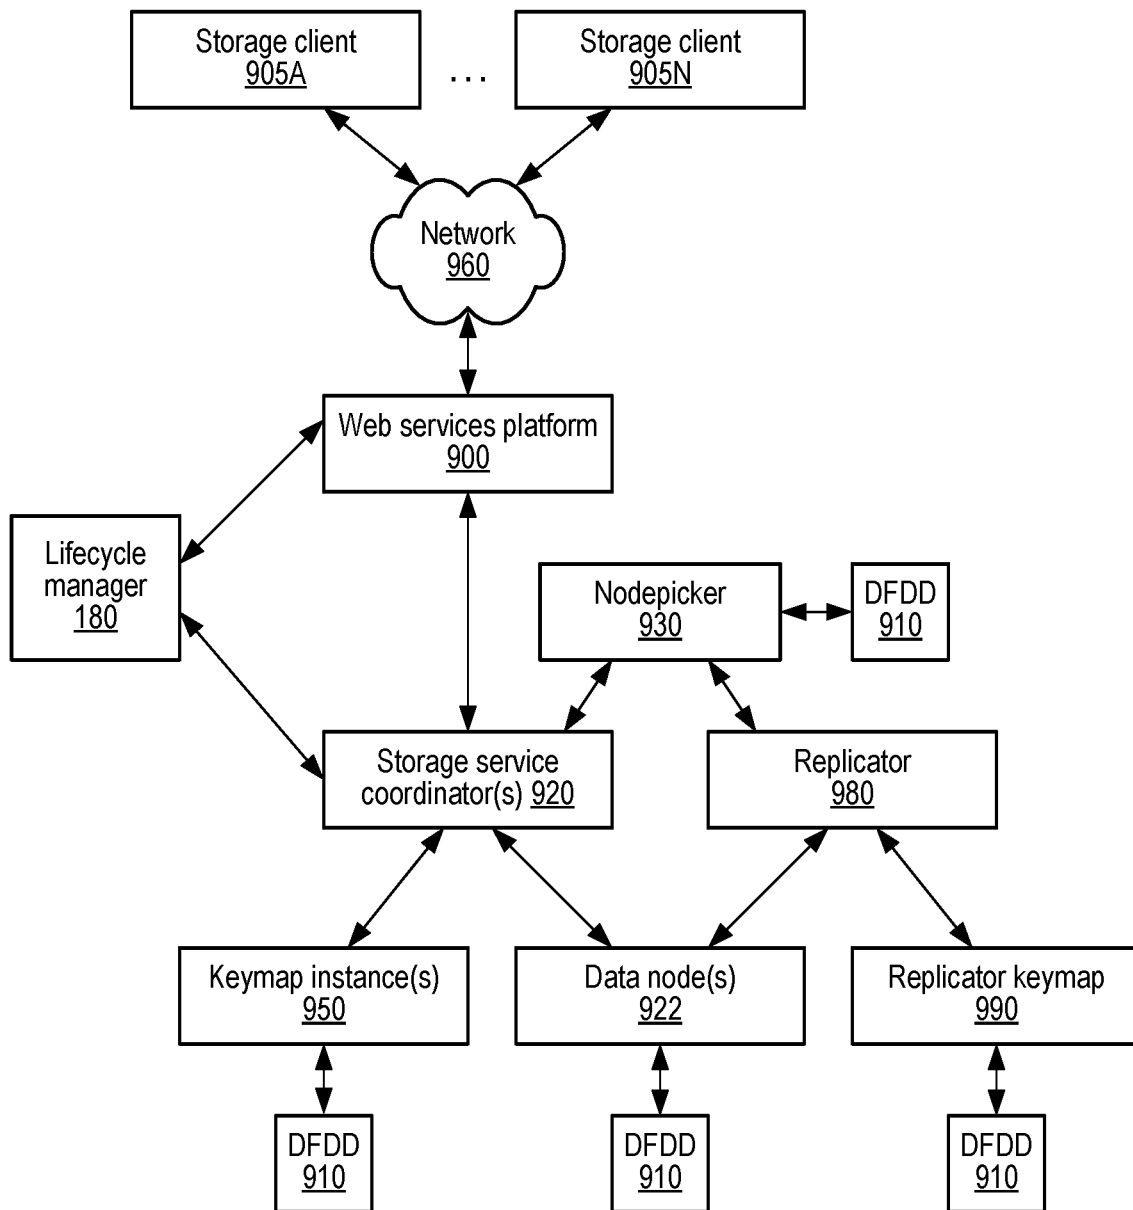 Storage client
905A
...
Storage client
905N
Network
960
Web services platform
900
Lifecycle
manager
180
Nodepicker
930
DFDD
910
Storage service
coordinator(s) 920
Replicator
980
Keymap instance(s)
950
Data node(s)
922
Replicator keymap
990
DFDD
910
DFDD
910
DFDD
910